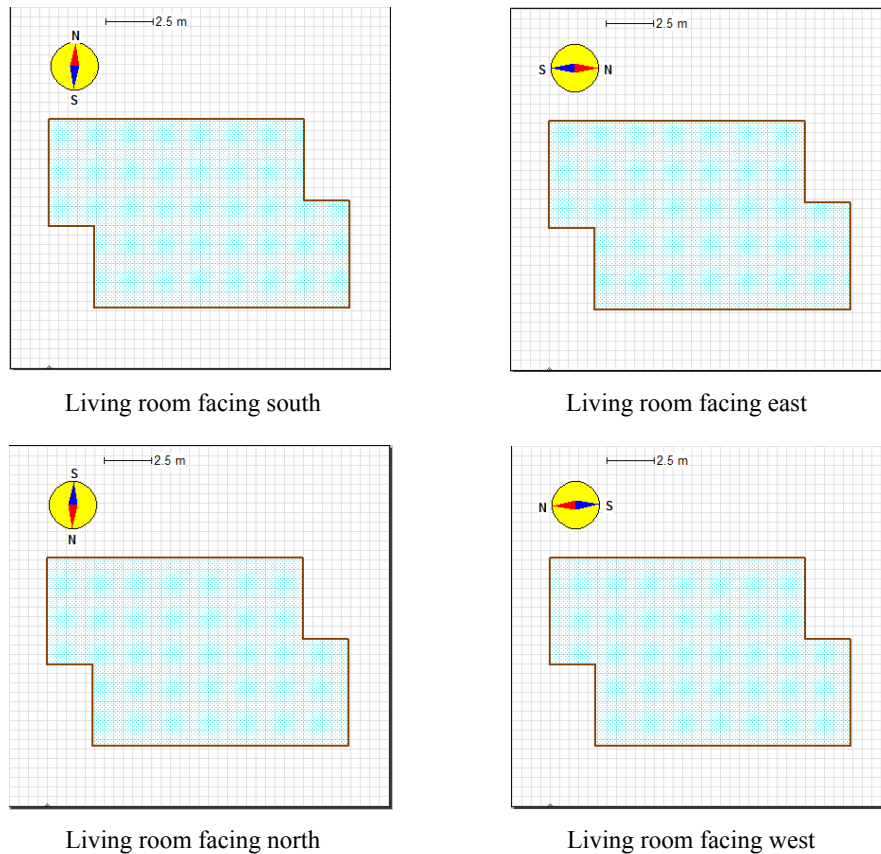 2.5 m
N
S
Living room facing south
2.5 m
S N
Living room facing east
2.5 m
S
N
Living room facing north
2.5 m
N S
Living room facing west